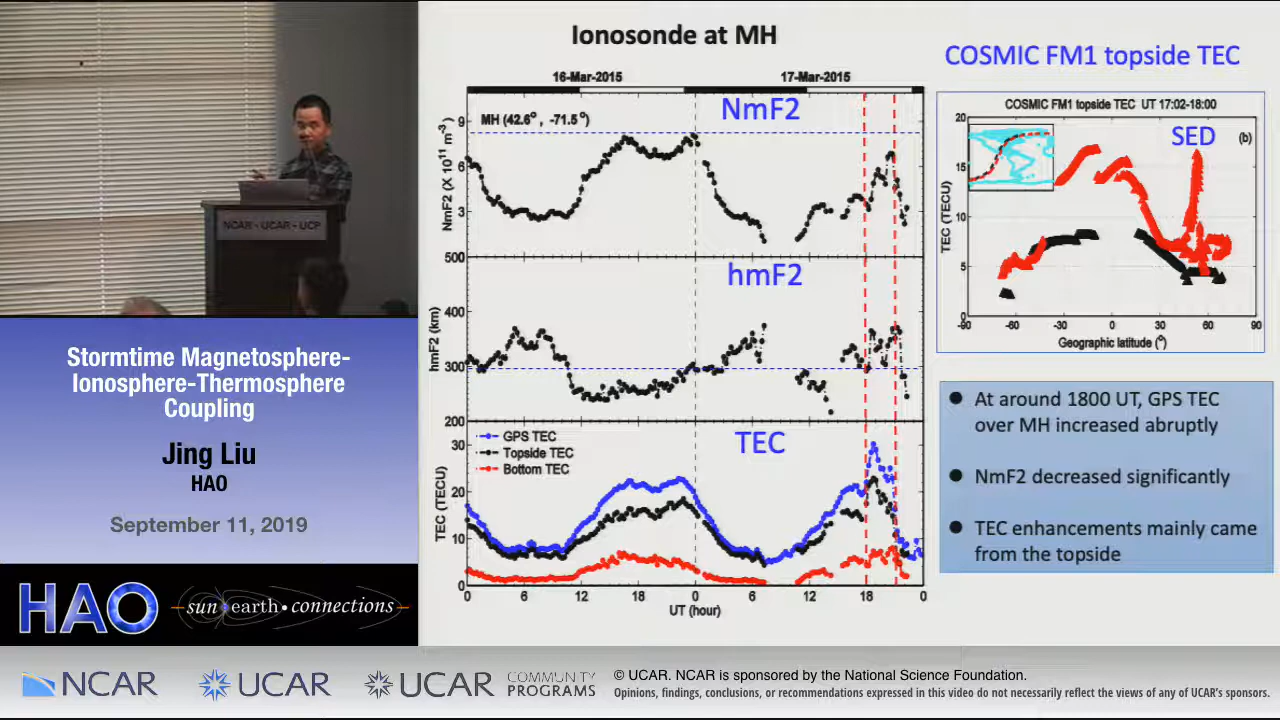 Ionosonde at MH
16-Mar-2015
17-Mar-2015
MH (42.6°, -71.5°)
NmF2
NmF2 (X 10¹¹ m⁻³)
9
6
3
500
hmF2
hmF2 (km)
400
300
200
TEC
GPS TEC
Topside TEC
Bottom TEC
TEC (TECU)
30
20
10
0
0 6 12 18 0 6 12 18 0
UT (hour)
COSMIC FM1 topside TEC
COSMIC FM1 topside TEC UT 17:02-18:00
SED
(b)
TEC (TECU)
20
15
10
5
0
-90 -60 -30 0 30 60 90
Geographic latitude (°)
At around 1800 UT, GPS TEC
over MH increased abruptly
NmF2 decreased significantly
TEC enhancements mainly came
from the topside
NCAR - UCAR - UCP
Stormtime Magnetosphere-
Ionosphere-Thermosphere
Coupling
Jing Liu
HAO
September 11, 2019
HAO
sun earth • connections
NCAR
UCAR
UCAR
COMMUNITY
PROGRAMS
© UCAR. NCAR is sponsored by the National Science Foundation.
Opinions, findings, conclusions, or recommendations expressed in this video do not necessarily reflect the views of any of UCAR's sponsors.